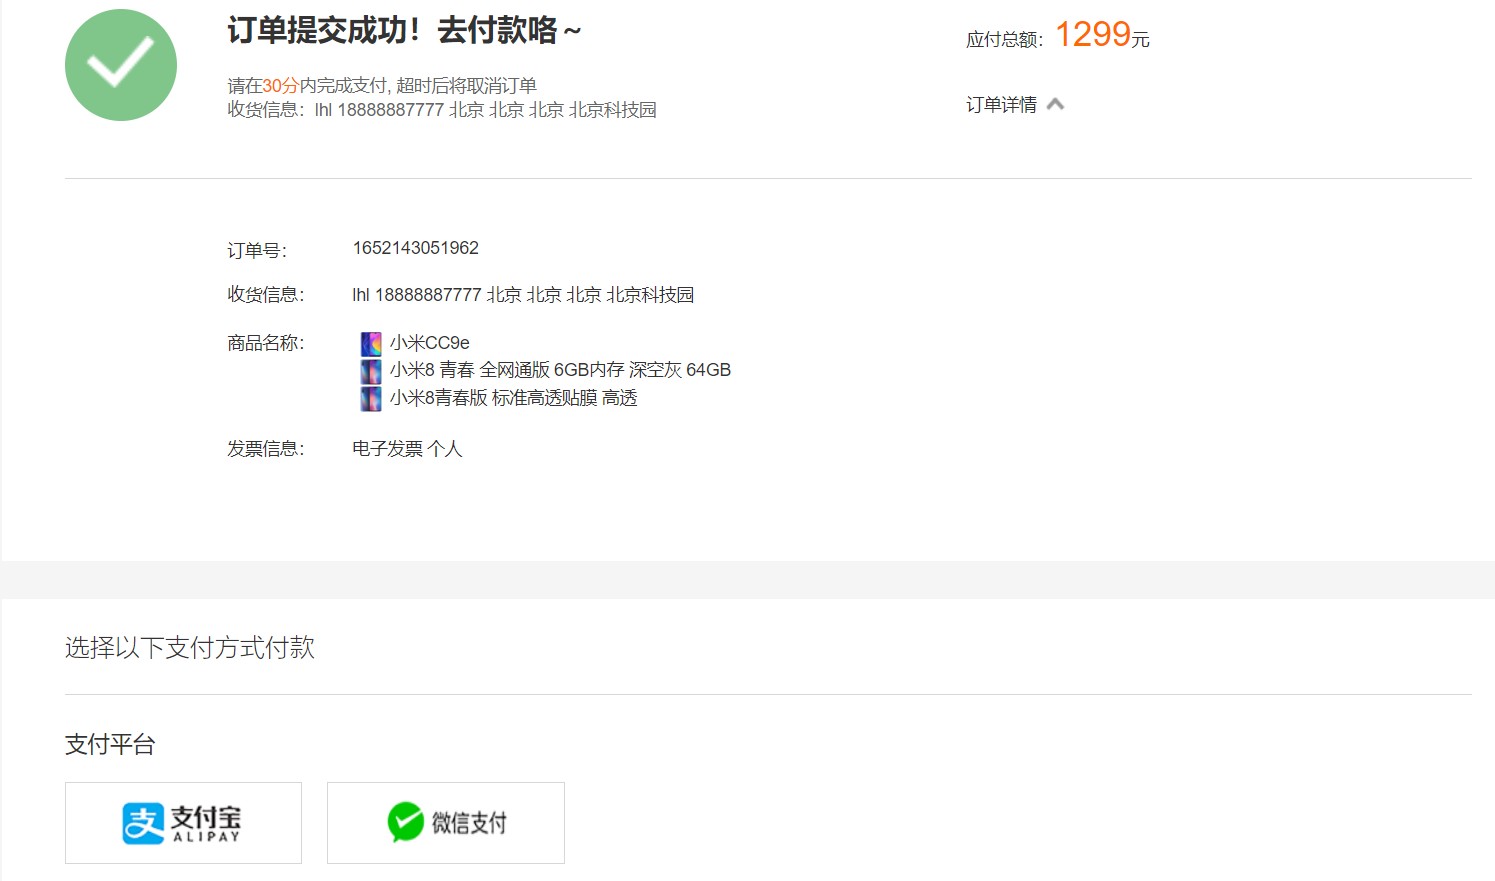 订单提交成功！去付款咯～
应付总额：1299元
请在30分内完成支付, 超时后将取消订单
收货信息：lhl 18888887777 北京 北京 北京 北京科技园
订单详情
订单号：1652143051962
收货信息：lhl 18888887777 北京 北京 北京 北京科技园
商品名称：小米CC9e
小米8 青春 全网通版 6GB内存 深空灰 64GB
小米8青春版 标准高透贴膜 高透
发票信息：电子发票 个人
选择以下支付方式付款
支付平台
支 支付宝 微信支付
ALIPAY